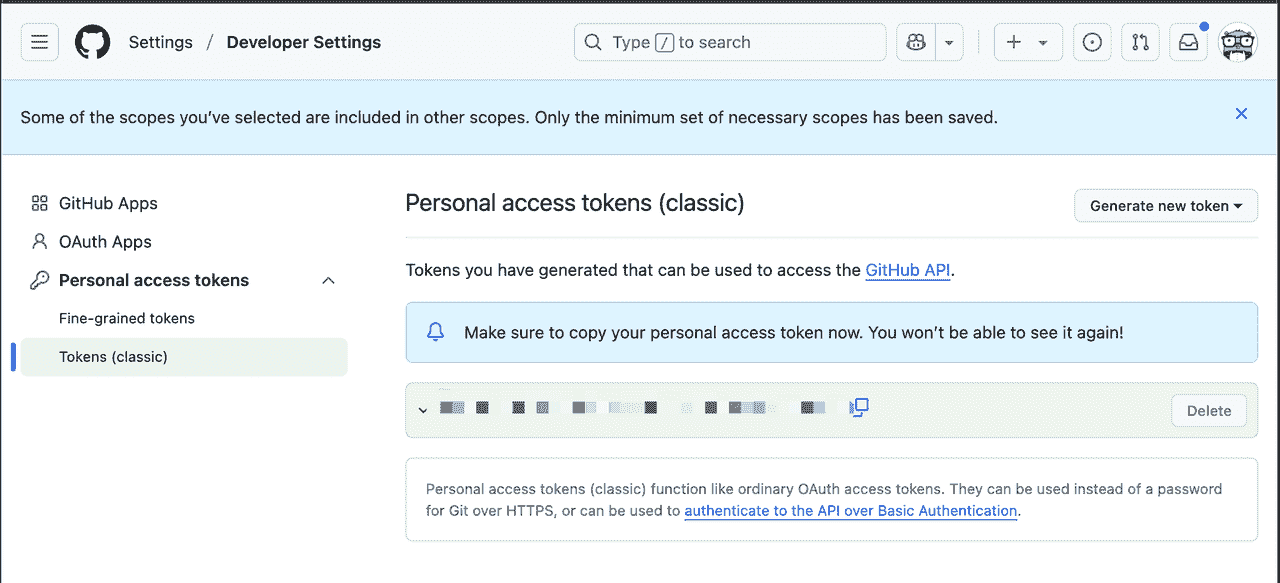 Settings / Developer Settings
Type / to search
Some of the scopes you’ve selected are included in other scopes. Only the minimum set of necessary scopes has been saved.
GitHub Apps
OAuth Apps
Personal access tokens
Fine-grained tokens
Tokens (classic)
Personal access tokens (classic)
Generate new token
Tokens you have generated that can be used to access the GitHub API.
Make sure to copy your personal access token now. You won’t be able to see it again!
Delete
Personal access tokens (classic) function like ordinary OAuth access tokens. They can be used instead of a password
for Git over HTTPS, or can be used to authenticate to the API over Basic Authentication.